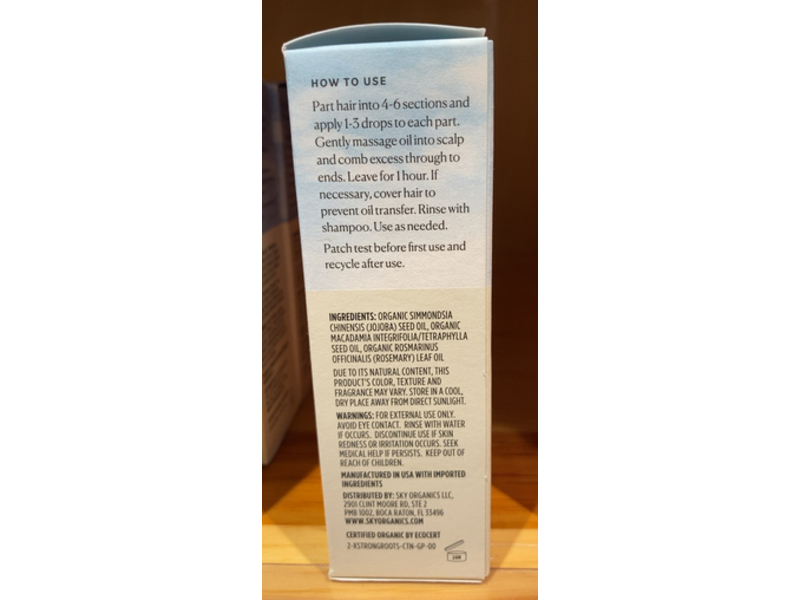 HOW TO USE
Part hair into 4-6 sections and
apply 1-3 drops to each part.
Gently massage oil into scalp
and comb excess through to
ends. Leave for 1 hour. If
necessary, cover hair to
prevent oil transfer. Rinse with
shampoo. Use as needed.
Patch test before first use and
recycle after use.
INGREDIENTS: ORGANIC SIMMONDSIA
CHINENSIS (JOJOBA) SEED OIL, ORGANIC
MACADAMIA INTEGRIFOLIA/TETRAPHYLLA
SEED OIL, ORGANIC ROSMARINUS
OFFICINALIS (ROSEMARY) LEAF OIL
DUE TO ITS NATURAL CONTENT, THIS
PRODUCT'S COLOR, TEXTURE AND
FRAGRANCE MAY VARY. STORE IN A COOL,
DRY PLACE AWAY FROM DIRECT SUNLIGHT.
WARNINGS: FOR EXTERNAL USE ONLY.
AVOID EYE CONTACT. RINSE WITH WATER
IF OCCURS. DISCONTINUE USE IF SKIN
REDNESS OR IRRITATION OCCURS. SEEK
MEDICAL HELP IF PERSISTS. KEEP OUT OF
REACH OF CHILDREN.
MANUFACTURED IN USA WITH IMPORTED
INGREDIENTS
DISTRIBUTED BY: SKY ORGANICS LLC,
2901 CLINT MOORE RD, STE 2
PMB 1002, BOCA RATON, FL 33496
WWW.SKYORGANICS.COM
CERTIFIED ORGANIC BY ECOCERT
2-XSTRONGROOTS-CTN-GP-00